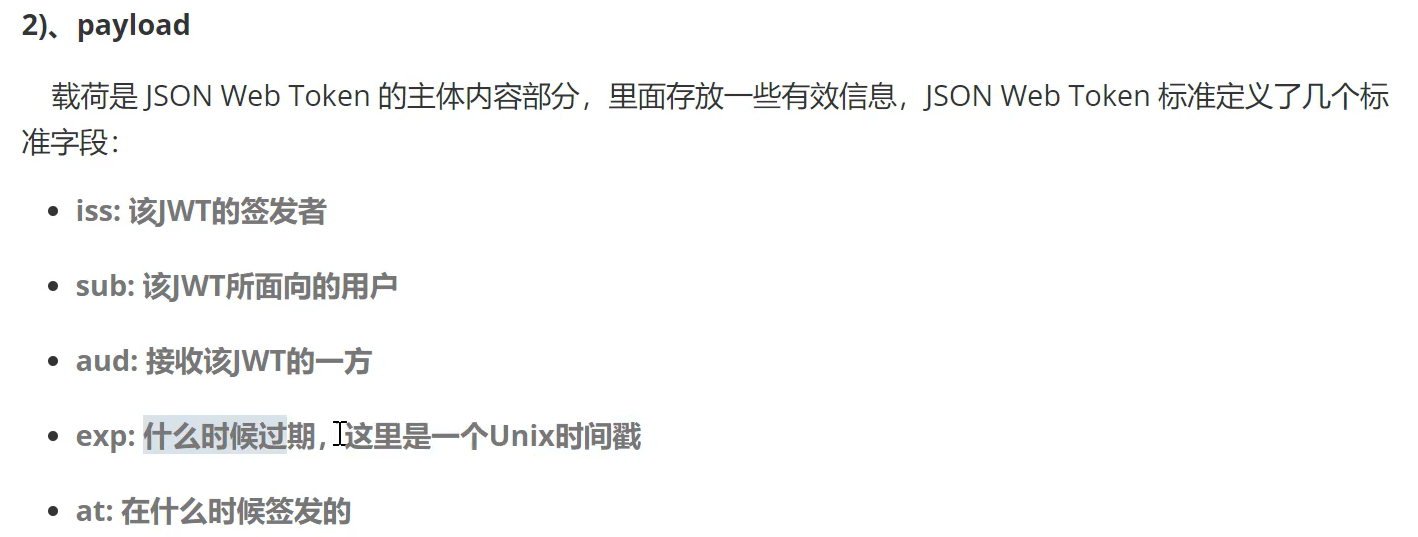 2)、payload
载荷是 JSON Web Token 的主体内容部分，里面存放一些有效信息，JSON Web Token 标准定义了几个标
准字段：
iss: 该JWT的签发者
sub: 该JWT所面向的用户
aud: 接收该JWT的一方
exp: 什么时候过期，这里是一个Unix时间戳
at: 在什么时候签发的